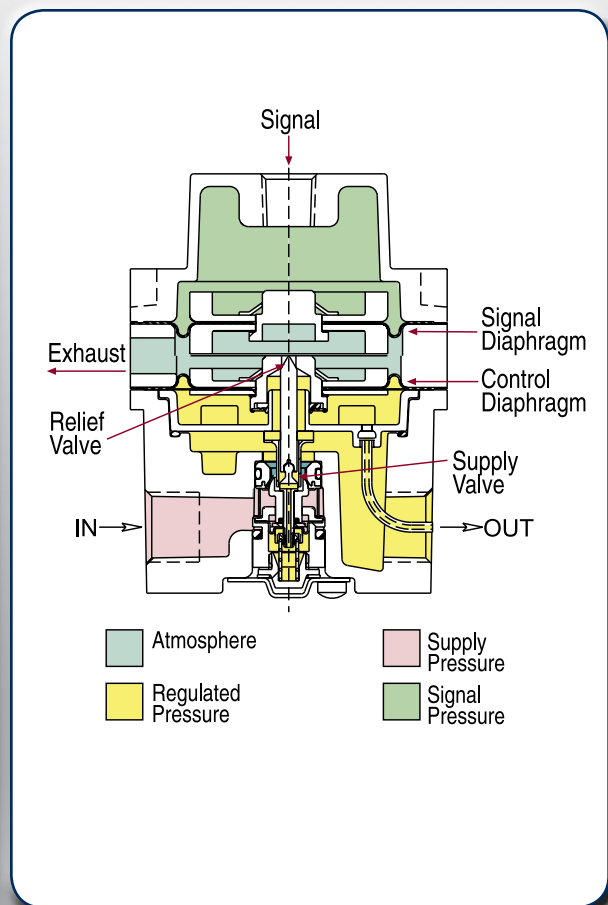 Signal
Signal
Diaphragm
Exhaust
Control
Diaphragm
Relief
Valve
Supply
Valve
IN
OUT
Atmosphere
Supply
Pressure
Regulated
Pressure
Signal
Pressure